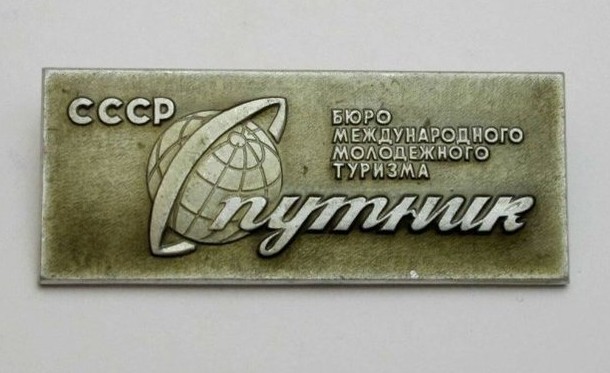 СССР
БЮРО
МЕЖДУНАРОДНОГО
МОЛОДЕЖНОГО
ТУРИЗМА
Спутник